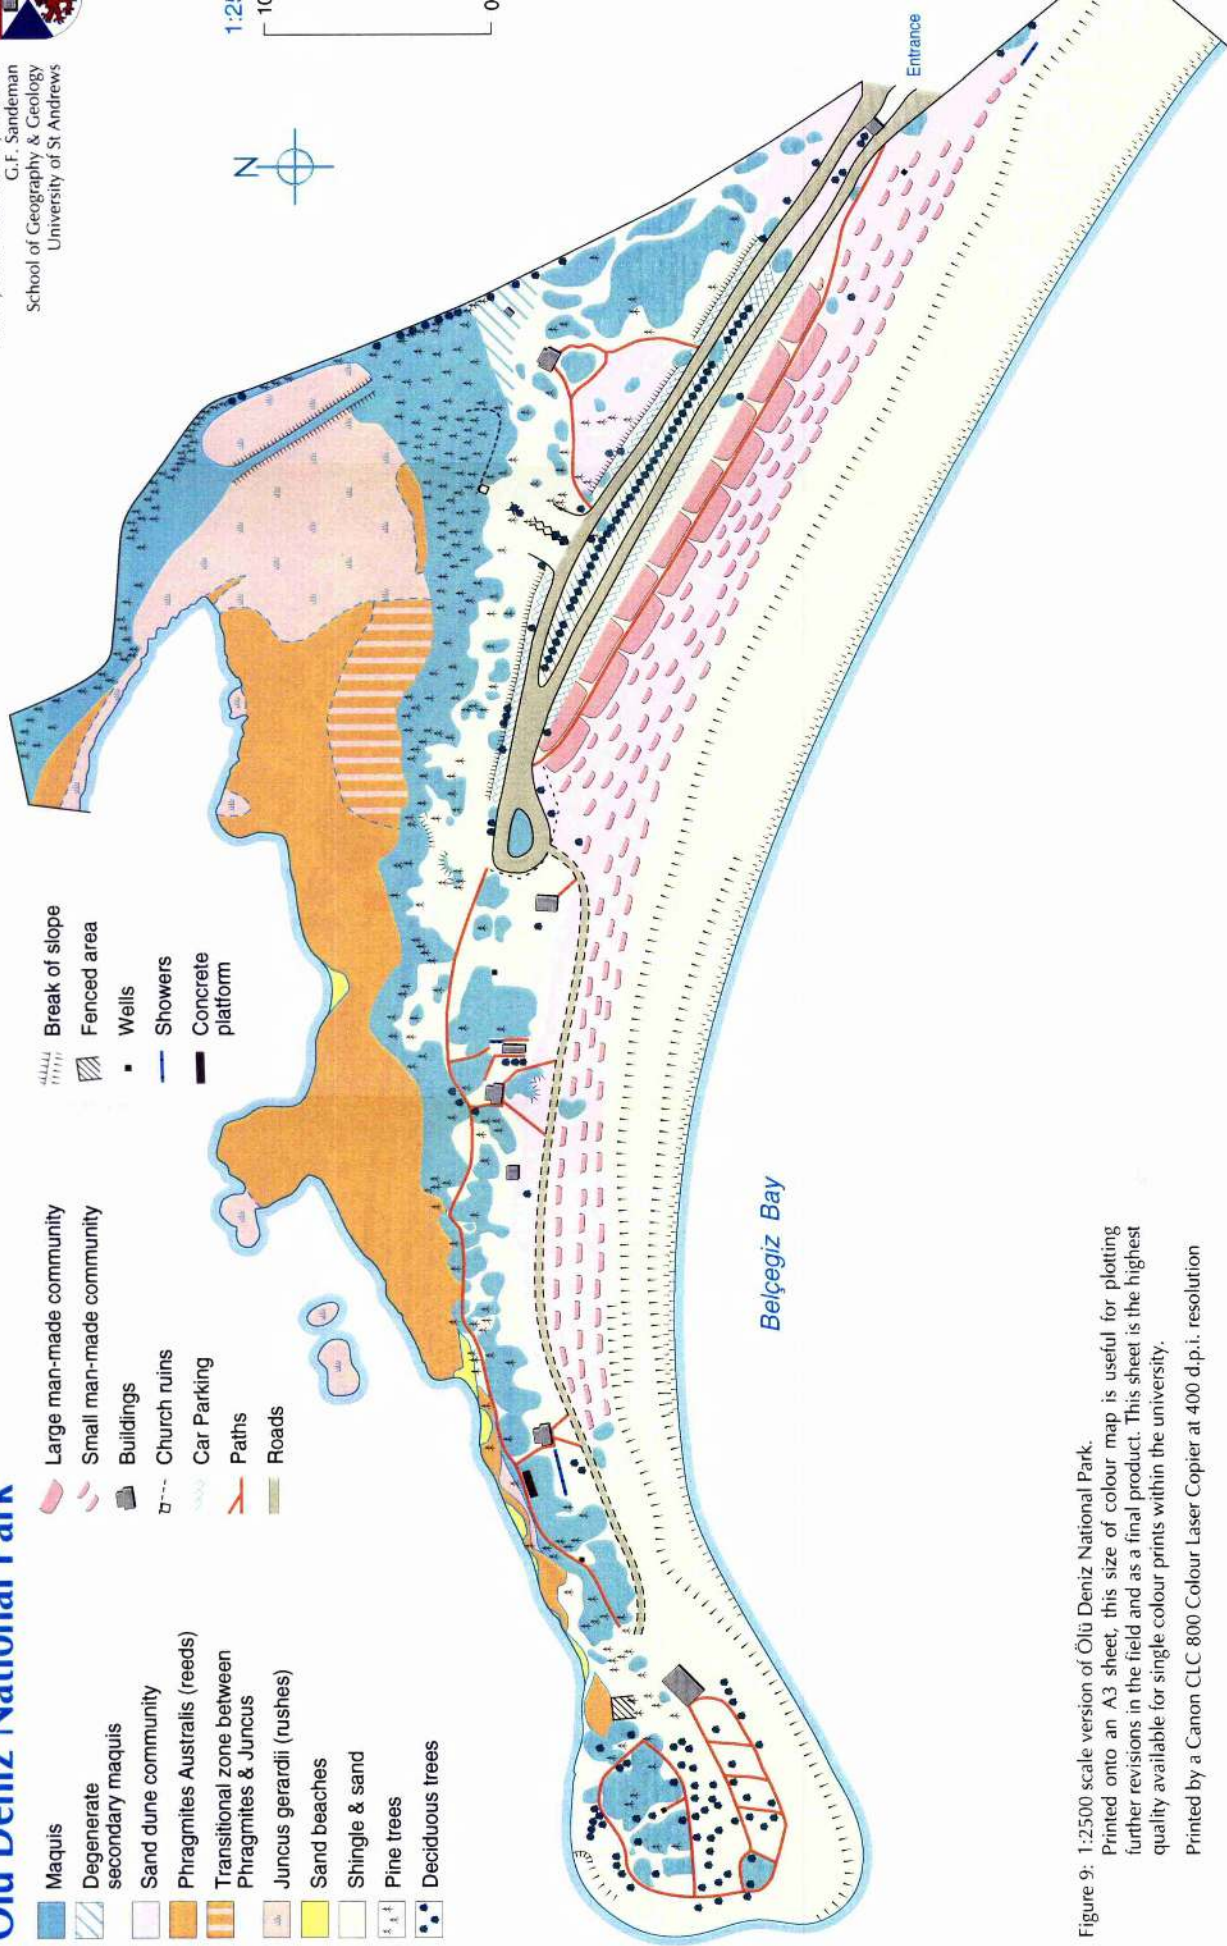 Ölü Deniz National Park
Maquis
Degenerate
secondary maquis
Sand dune community
Phragmites Australis (reeds)
Transitional zone between
Phragmites & Juncus
Juncus gerardii (rushes)
Sand beaches
Shingle & sand
Pine trees
Deciduous trees
Large man-made community
Small man-made community
Buildings
Church ruins
Car Parking
Paths
Roads
Break of slope
Fenced area
Wells
Showers
Concrete
platform
G.F. Sandeman
School of Geography & Geology
University of St Andrews
1:25
10
0
N
Entrance
Belçegiz Bay
Figure 9: 1:2500 scale version of Ölü Deniz National Park.
Printed onto an A3 sheet, this size of colour map is useful for plotting
further revisions in the field and as a final product. This sheet is the highest
quality available for single colour prints within the university.
Printed by a Canon CLC 800 Colour Laser Copier at 400 d.p.i. resolution